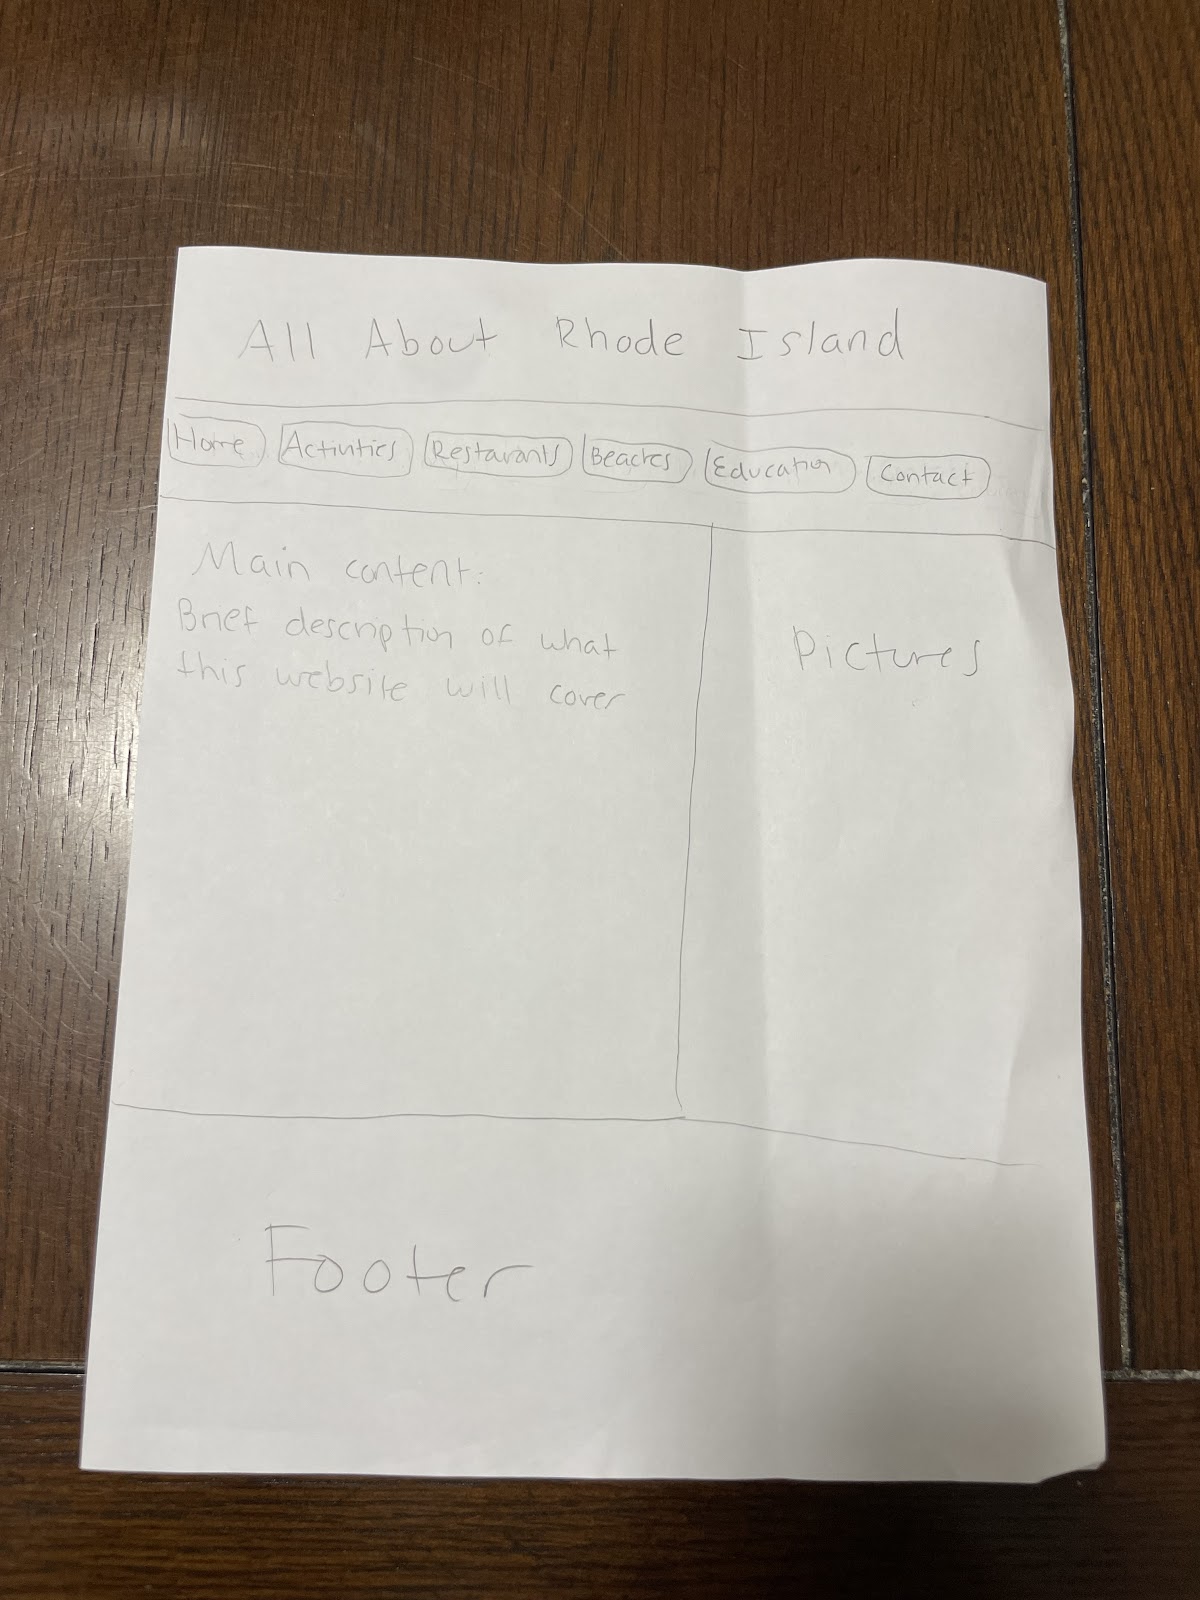 All About Rhode Island
Home Activities Restaraunts Beaches Education Contact
Main content:
Brief description of what
this website will cover
Pictures
Footer